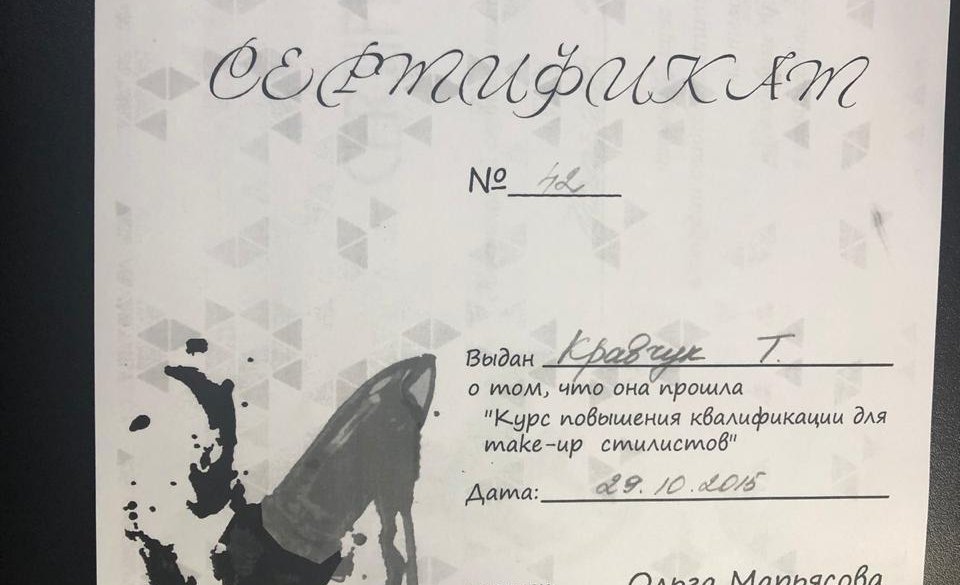 СЕРТИФИКАТ
№ 42
Выдан Кравчук Т.
о том, что она прошла
"Курс повышения квалификации для
make-up стилистов"
Дата: 29.10.2015
Ольга Марьясова